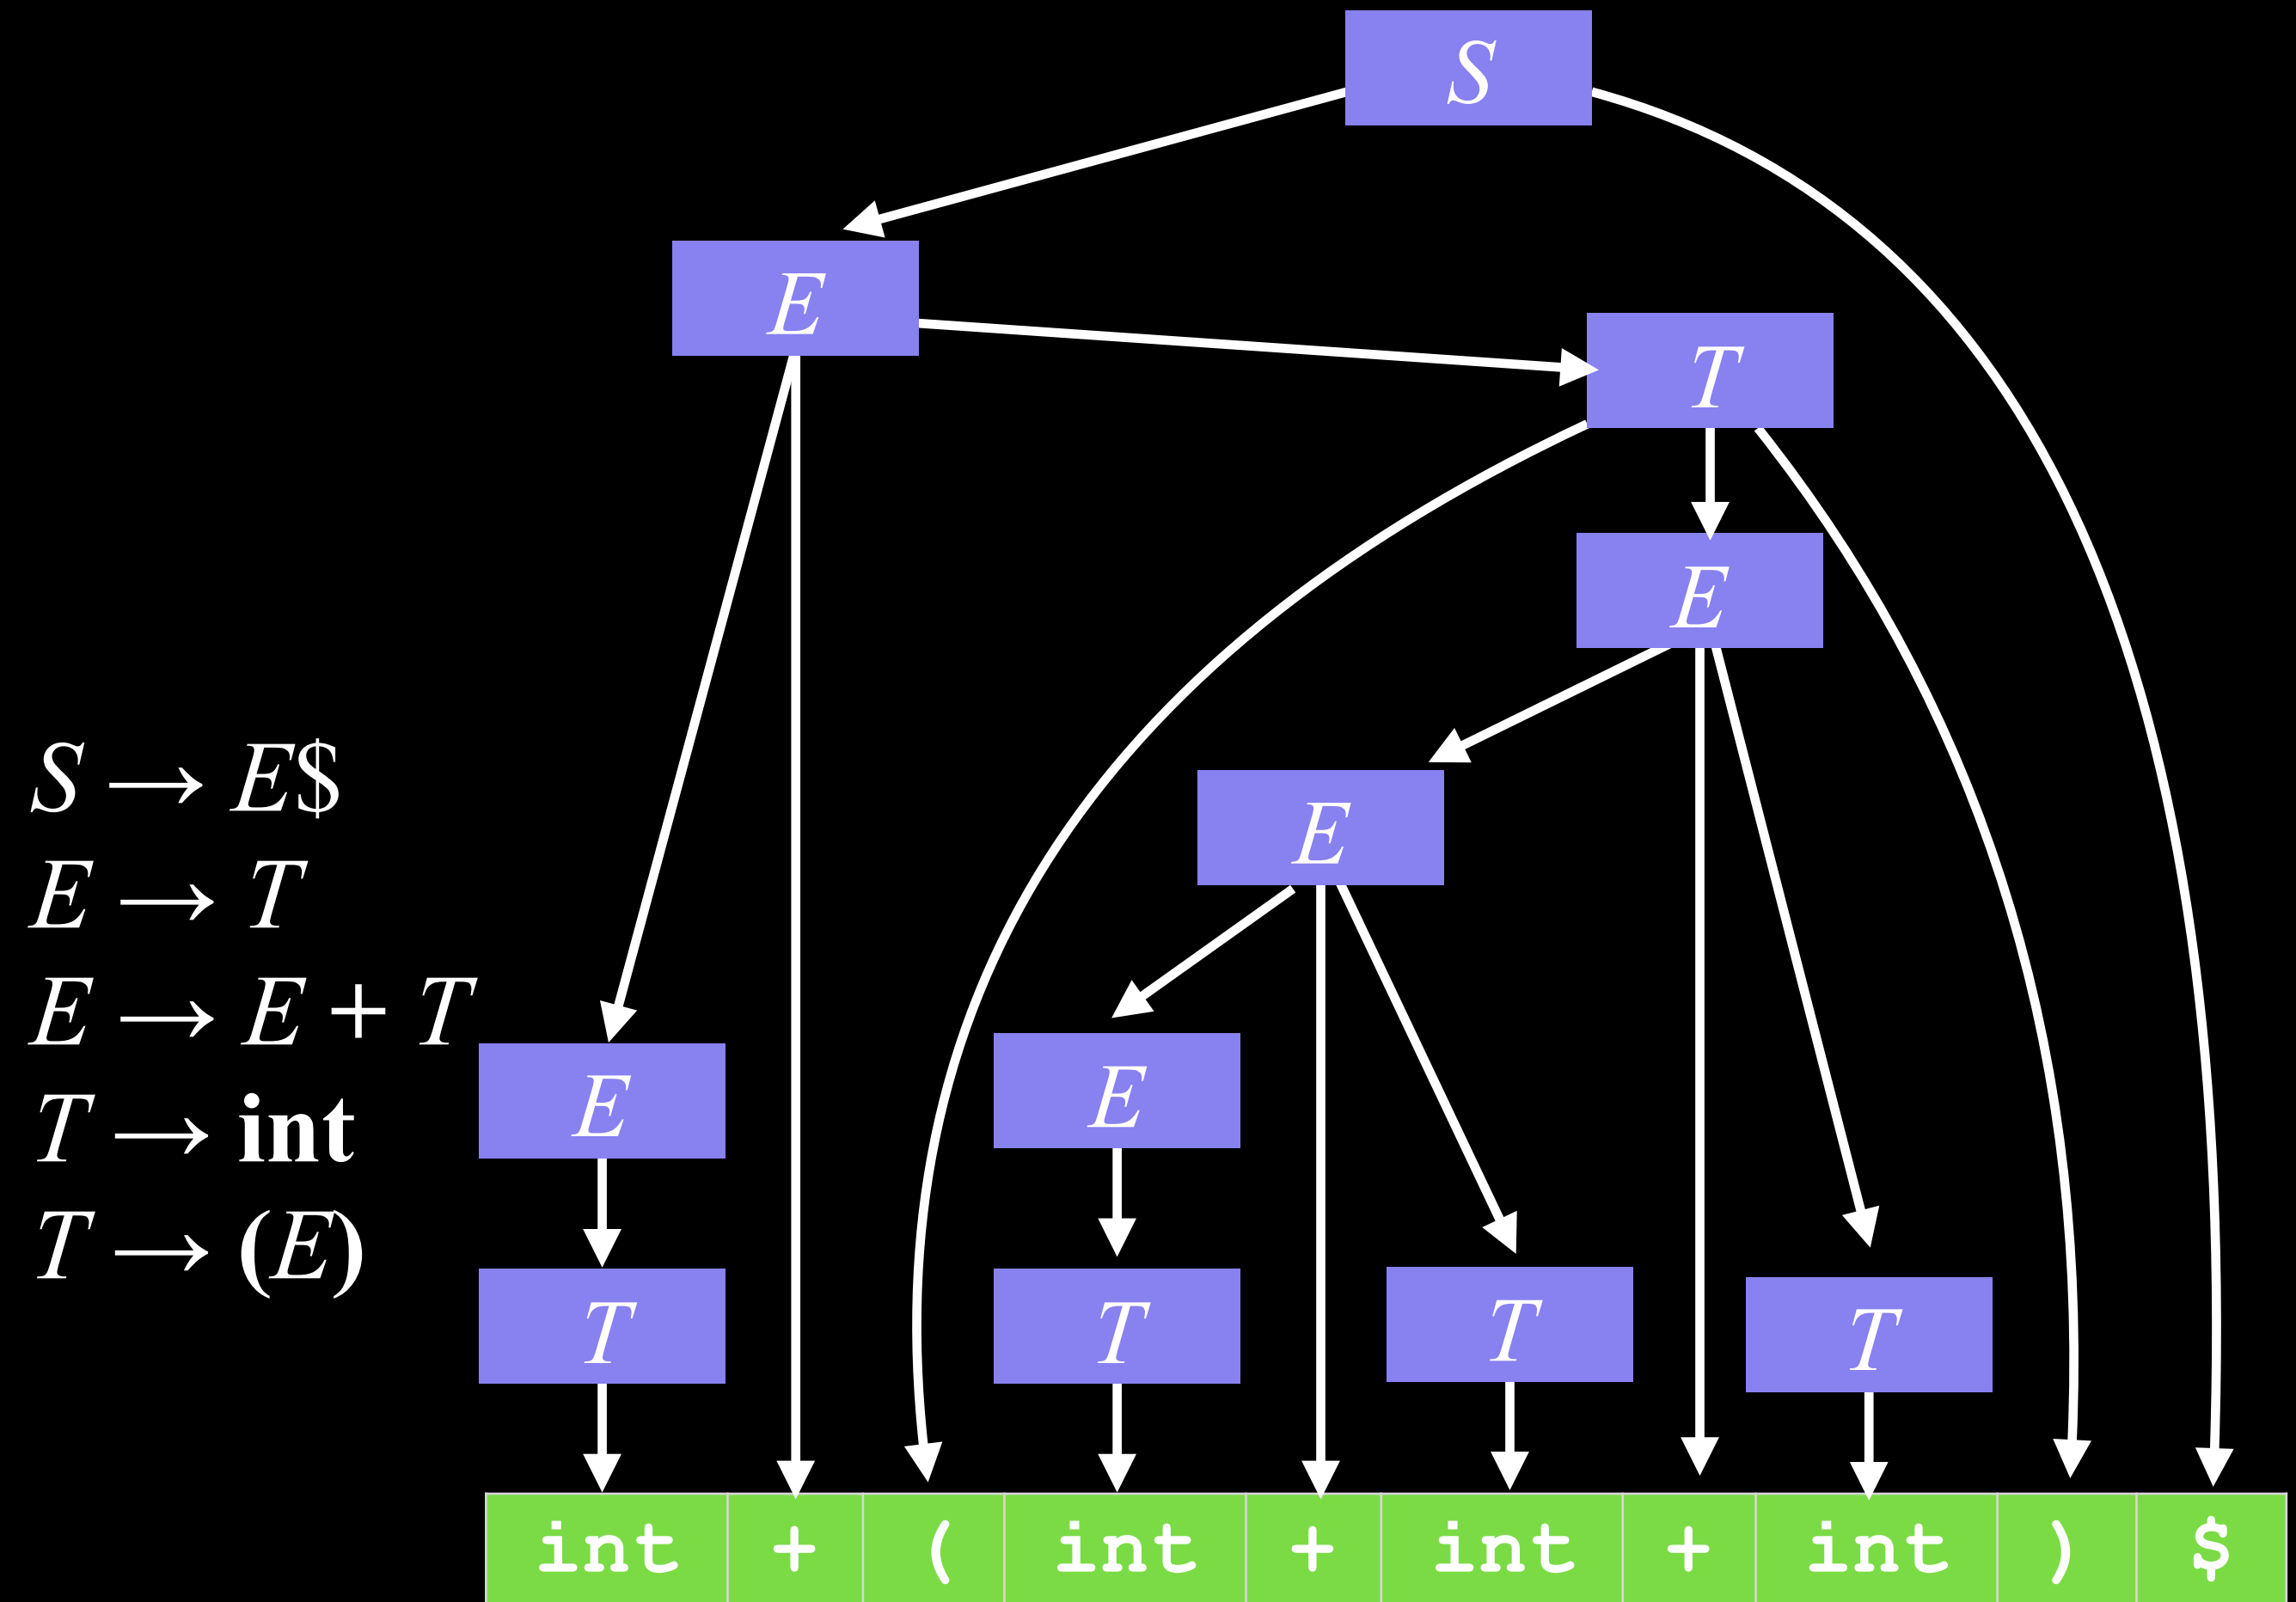 S
E
T
E
S → E$
E → T
E
E → E + T
E E
T → int
T → (E)
T T T T
int + ( int + int + int ) $